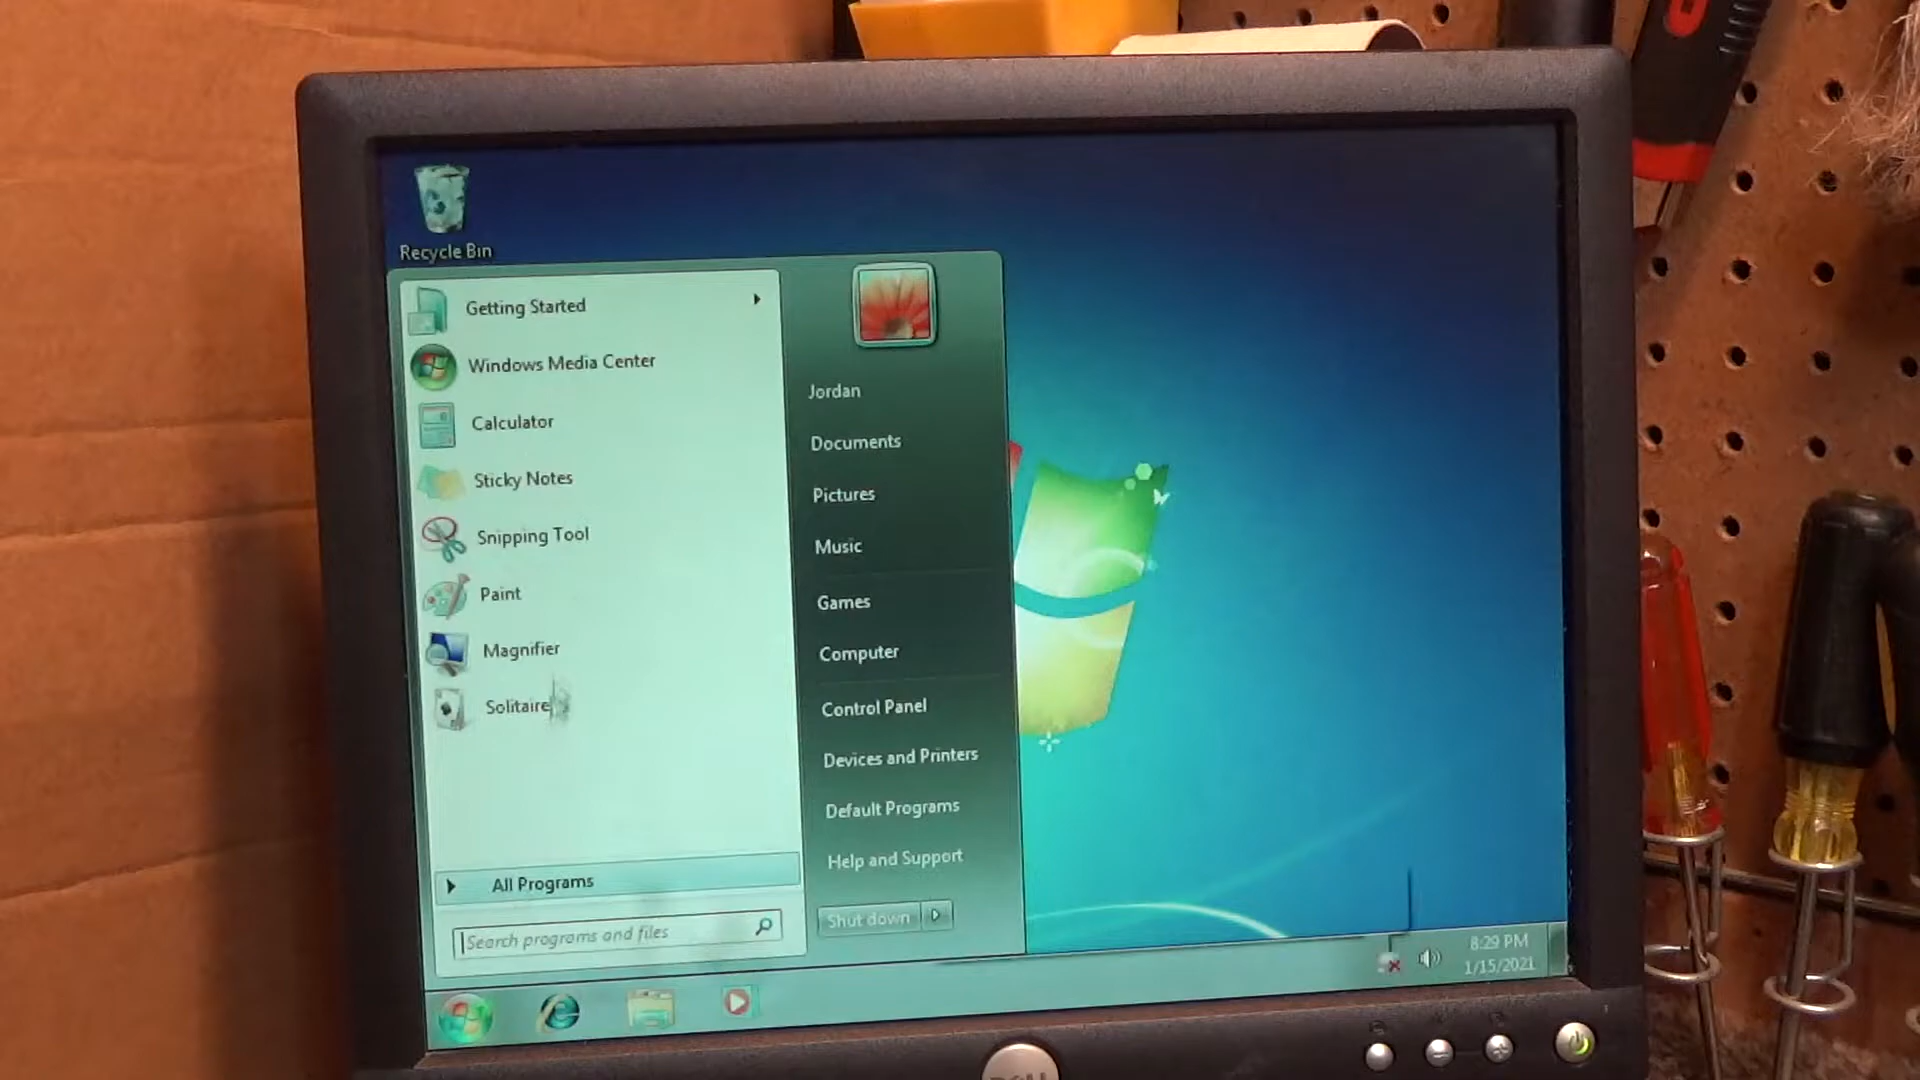 Recycle Bin
Getting Started
Windows Media Center
Calculator
Sticky Notes
Snipping Tool
Paint
Magnifier
Solitaire
All Programs
Search programs and files
Jordan
Documents
Pictures
Music
Games
Computer
Control Panel
Devices and Printers
Default Programs
Help and Support
Shut down
8:29 PM
1/15/2021
DELL